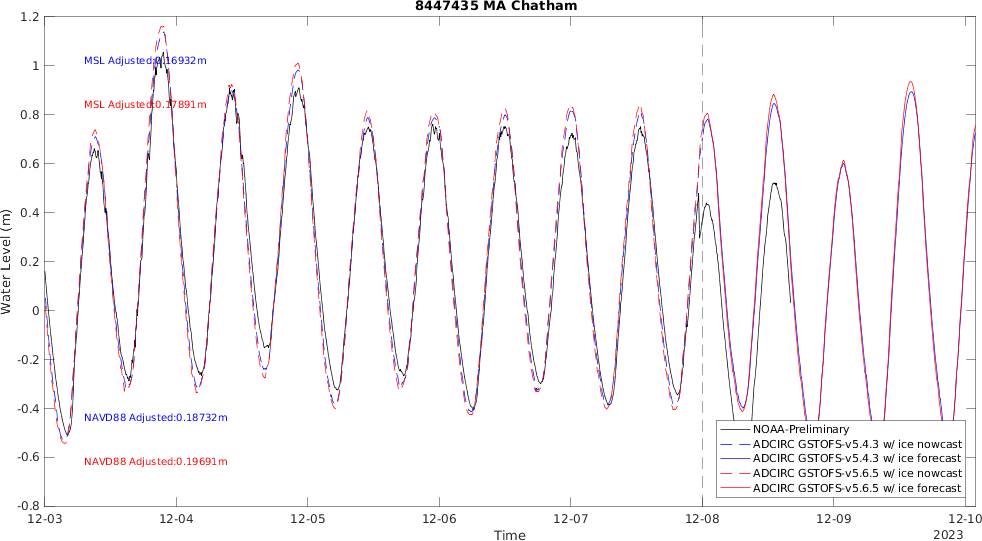 8447435 MA Chatham
1.2
1
0.8
0.6
0.4
0.2
0
-0.2
-0.4
-0.6
-0.8
Water Level (m)
MSL Adjusted:0.16932m
MSL Adjusted:0.17891m
NAVD88 Adjusted:0.18732m
NAVD88 Adjusted:0.19691m
NOAA-Preliminary
ADCIRC GSTOFS-v5.4.3 w/ ice nowcast
ADCIRC GSTOFS-v5.4.3 w/ ice forecast
ADCIRC GSTOFS-v5.6.5 w/ ice nowcast
ADCIRC GSTOFS-v5.6.5 w/ ice forecast
12-03 12-04 12-05 12-06 12-07 12-08 12-09 12-10
Time
2023